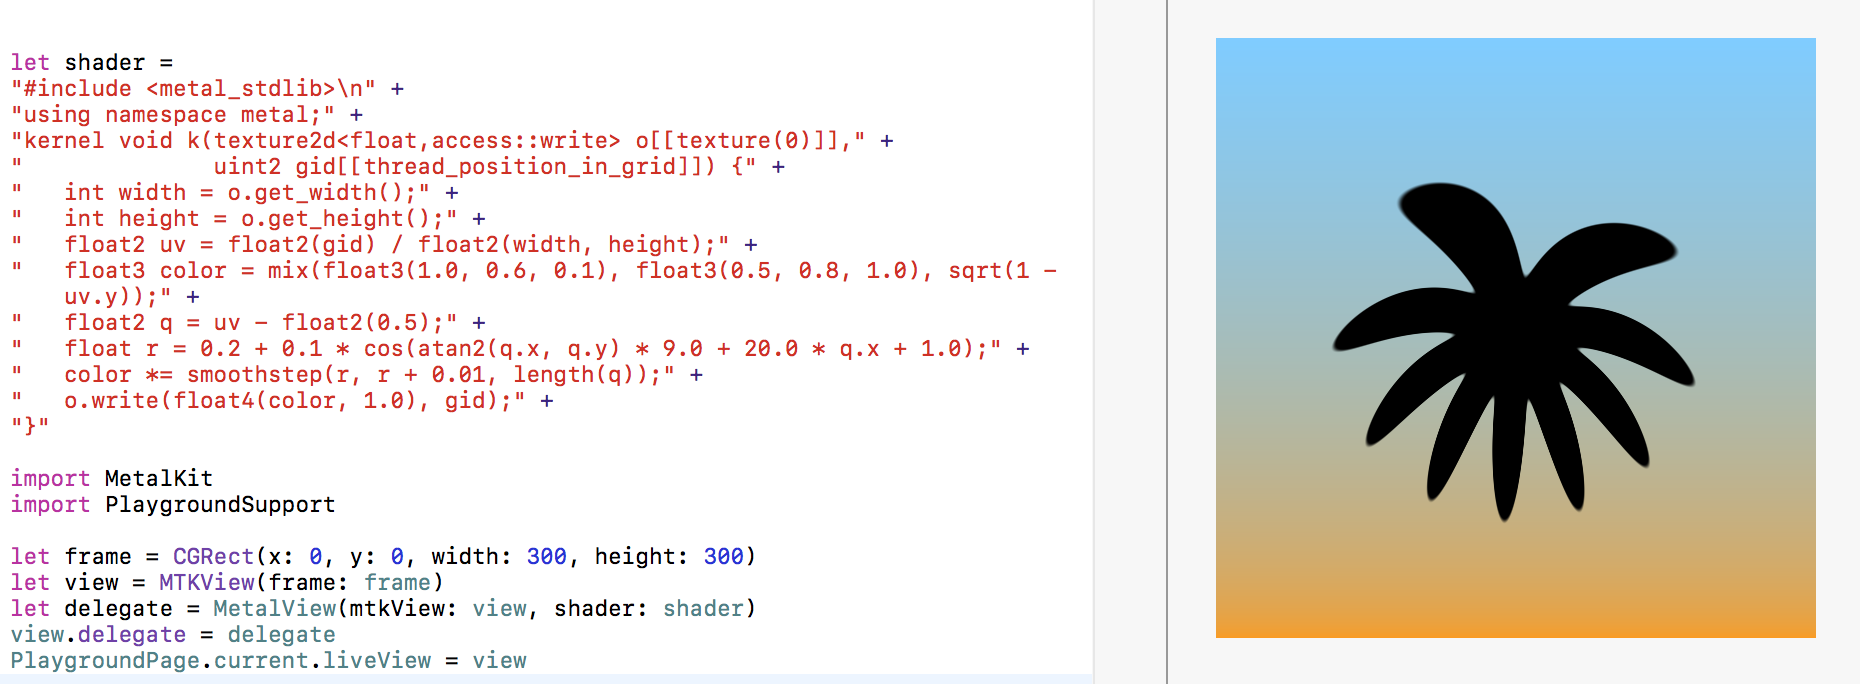 let shader =
"#include <metal_stdlib>\n" +
"using namespace metal;" +
"kernel void k(texture2d<float,access::write> o[[texture(0)]]," +
"              uint2 gid[[thread_position_in_grid]]) {" +
"   int width = o.get_width();" +
"   int height = o.get_height();" +
"   float2 uv = float2(gid) / float2(width, height);" +
"   float3 color = mix(float3(1.0, 0.6, 0.1), float3(0.5, 0.8, 1.0), sqrt(1 -
    uv.y));" +
"   float2 q = uv - float2(0.5);" +
"   float r = 0.2 + 0.1 * cos(atan2(q.x, q.y) * 9.0 + 20.0 * q.x + 1.0);" +
"   color *= smoothstep(r, r + 0.01, length(q));" +
"   o.write(float4(color, 1.0), gid);" +
"}"
import MetalKit
import PlaygroundSupport
let frame = CGRect(x: 0, y: 0, width: 300, height: 300)
let view = MTKView(frame: frame)
let delegate = MetalView(mtkView: view, shader: shader)
view.delegate = delegate
PlaygroundPage.current.liveView = view